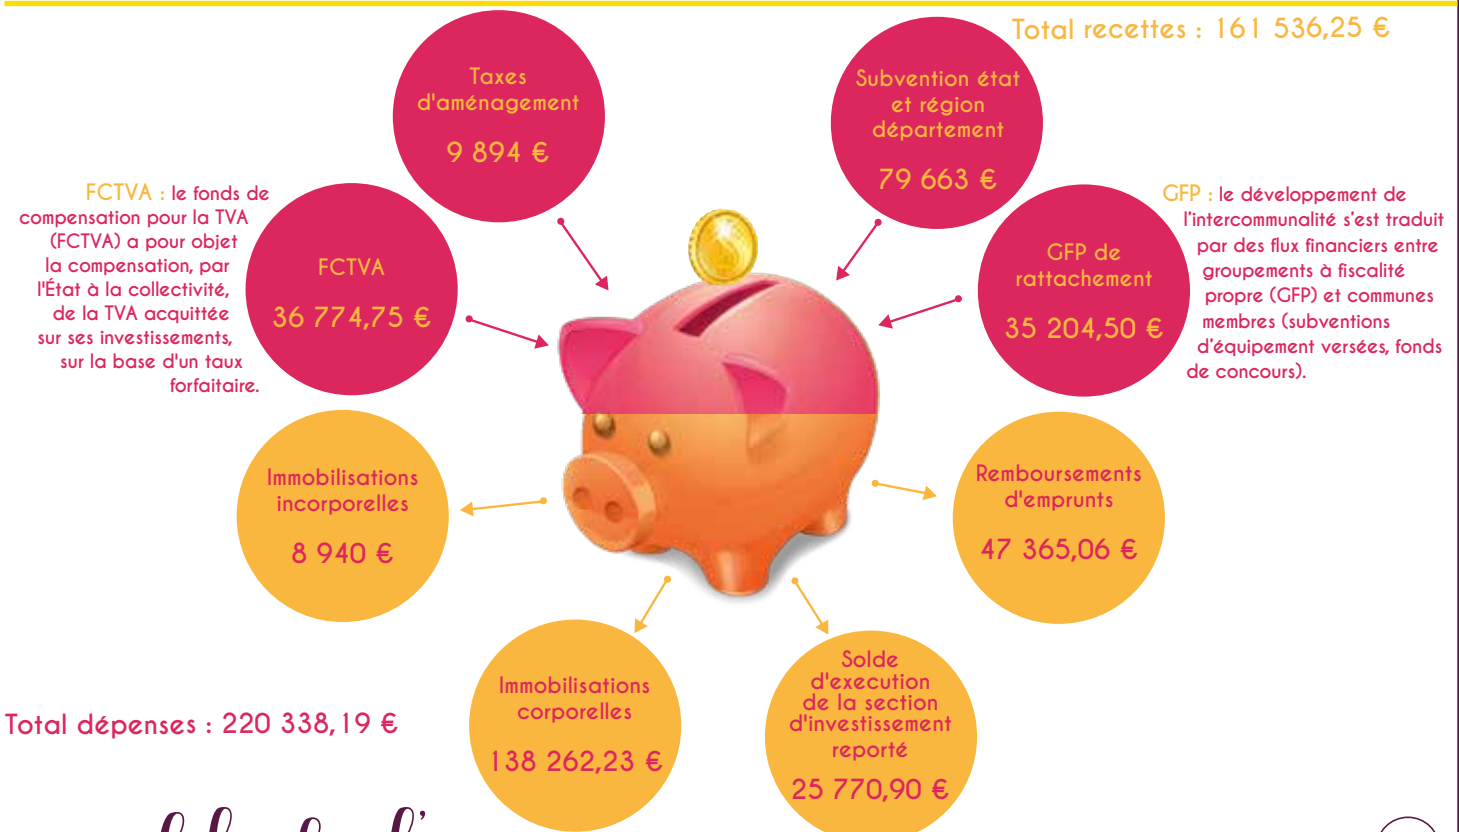 Total recettes : 161 536,25 €
Taxes
d'aménagement
9 894 €
Subvention état
et région
département
79 663 €
FCTVA : le fonds de
compensation pour la TVA
(FCTVA) a pour objet
la compensation, par
l'État à la collectivité,
de la TVA acquittée
sur ses investissements,
sur la base d'un taux
forfaitaire.
FCTVA
36 774,75 €
GFP de
rattachement
35 204,50 €
GFP : le développement de
l'intercommunalité s'est traduit
par des flux financiers entre
groupements à fiscalité
propre (GFP) et communes
membres (subventions
d'équipement versées, fonds
de concours).
Immobilisations
incorporelles
8 940 €
Remboursements
d'emprunts
47 365,06 €
Immobilisations
corporelles
138 262,23 €
Solde
d'execution
de la section
d'investissement
reporté
25 770,90 €
Total dépenses : 220 338,19 €